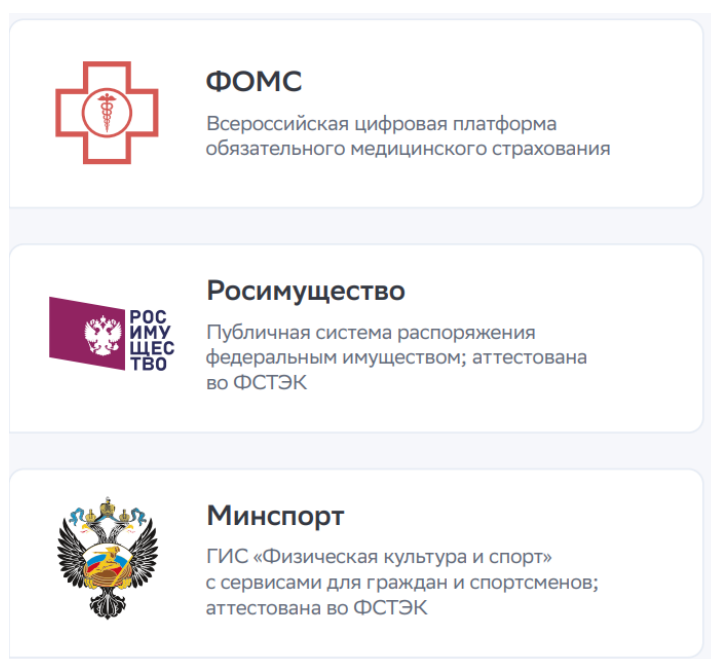 ФОМС
Всероссийская цифровая платформа
обязательного медицинского страхования
РОС
ИМУ
ЩЕС
ТВО
Росимущество
Публичная система распоряжения
федеральным имуществом; аттестована
во ФСТЭК
Минспорт
ГИС «Физическая культура и спорт»
с сервисами для граждан и спортсменов;
аттестована во ФСТЭК